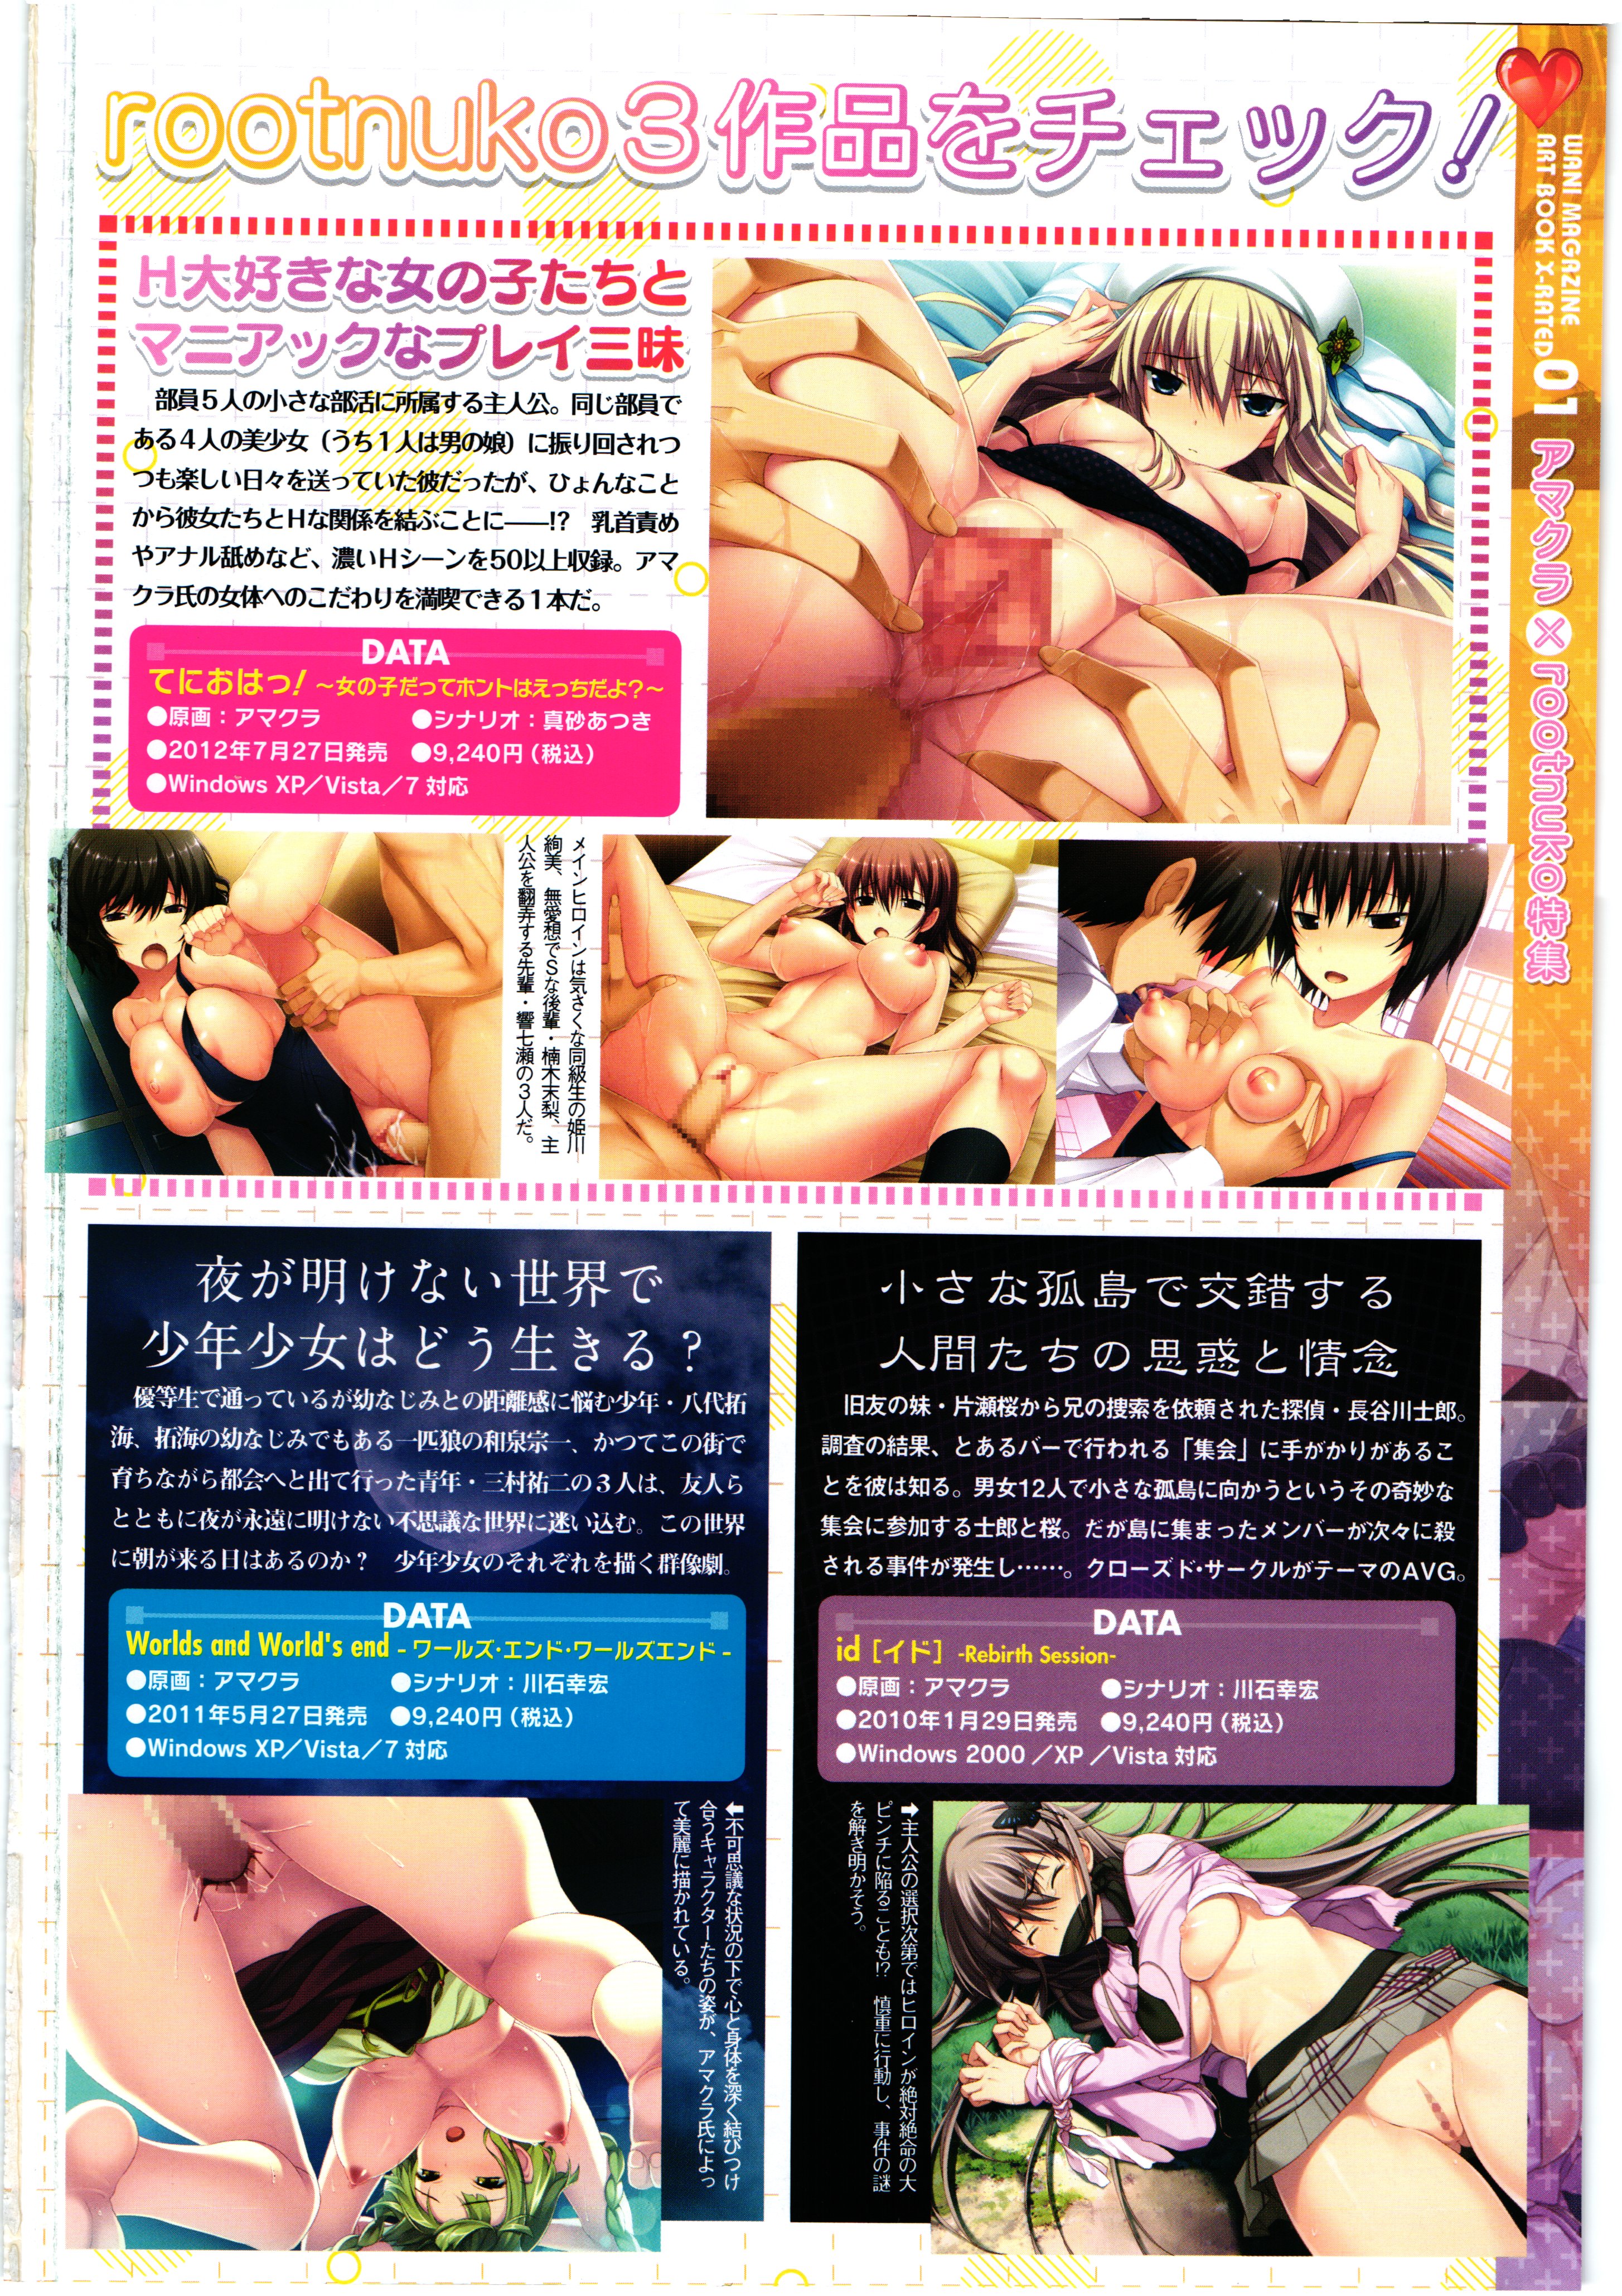 rootnuko3作品をチェック!
WANI MAGAZINE
ART BOOK X-RATED 01
アマクラ×rootnuko特集
H大好きな女の子たちと
マニアックなプレイ三昧
部員5人の小さな部活に所属する主人公。同じ部員で
ある4人の美少女（うち1人は男の娘）に振り回されつ
つも楽しい日々を送っていた彼だったが、ひょんなこと
から彼女たちとHな関係を結ぶことに――!?　乳首責め
やアナル舐めなど、濃いHシーンを50以上収録。アマ
クラ氏の女体へのこだわりを満喫できる1本だ。
DATA
てにおはっ! ～女の子だってホントはえっちだよ?～
●原画：アマクラ　●シナリオ：真砂あつき
●2012年7月27日発売　●9,240円（税込）
●Windows XP／Vista／7 対応
メインヒロインは気さくな同級生の姫川
絢美、無愛想でSな後輩・楠木末梨、主
人公を翻弄する先輩・響七瀬の3人だ。
夜が明けない世界で
少年少女はどう生きる?
優等生で通っているが幼なじみとの距離感に悩む少年・八代拓
海、拓海の幼なじみでもある一匹狼の和泉宗一、かつてこの街で
育ちながら都会へと出て行った青年・三村祐二の3人は、友人ら
とともに夜が永遠に明けない不思議な世界に迷い込む。この世界
に朝が来る日はあるのか?　少年少女のそれぞれを描く群像劇。
DATA
Worlds and World's end -ワールズ・エンド・ワールズエンド-
●原画：アマクラ　●シナリオ：川石幸宏
●2011年5月27日発売　●9,240円（税込）
●Windows XP／Vista／7 対応
⬅不可思議な状況の下で心と身体を深く結びつけ
合うキャラクターたちの姿が、アマクラ氏によっ
て美麗に描かれている。
小さな孤島で交錯する
人間たちの思惑と情念
旧友の妹・片瀬桜から兄の捜索を依頼された探偵・長谷川士郎。
調査の結果、とあるバーで行われる「集会」に手がかりがあるこ
とを彼は知る。男女12人で小さな孤島に向かうというその奇妙な
集会に参加する士郎と桜。だが島に集まったメンバーが次々に殺
される事件が発生し……。クローズド・サークルがテーマのAVG。
DATA
id［イド］-Rebirth Session-
●原画：アマクラ　●シナリオ：川石幸宏
●2010年1月29日発売　●9,240円（税込）
●Windows 2000 ／XP ／Vista 対応
➡主人公の選択次第ではヒロインが絶対絶命の大
ピンチに陥ることも!?　慎重に行動し、事件の謎
を解き明かそう。